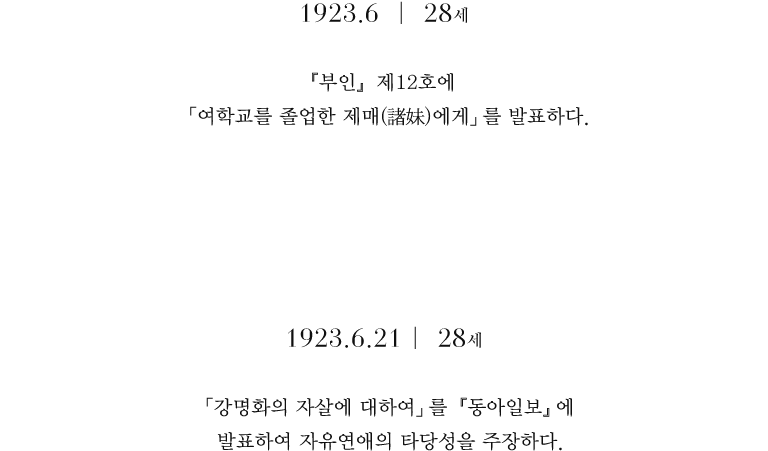 1923.6 | 28세
『부인』 제12호에
「여학교를 졸업한 제매(諸妹)에게」를 발표하다.
1923.6.21 | 28세
「강명화의 자살에 대하여」를 『동아일보』에
발표하여 자유연애의 타당성을 주장하다.